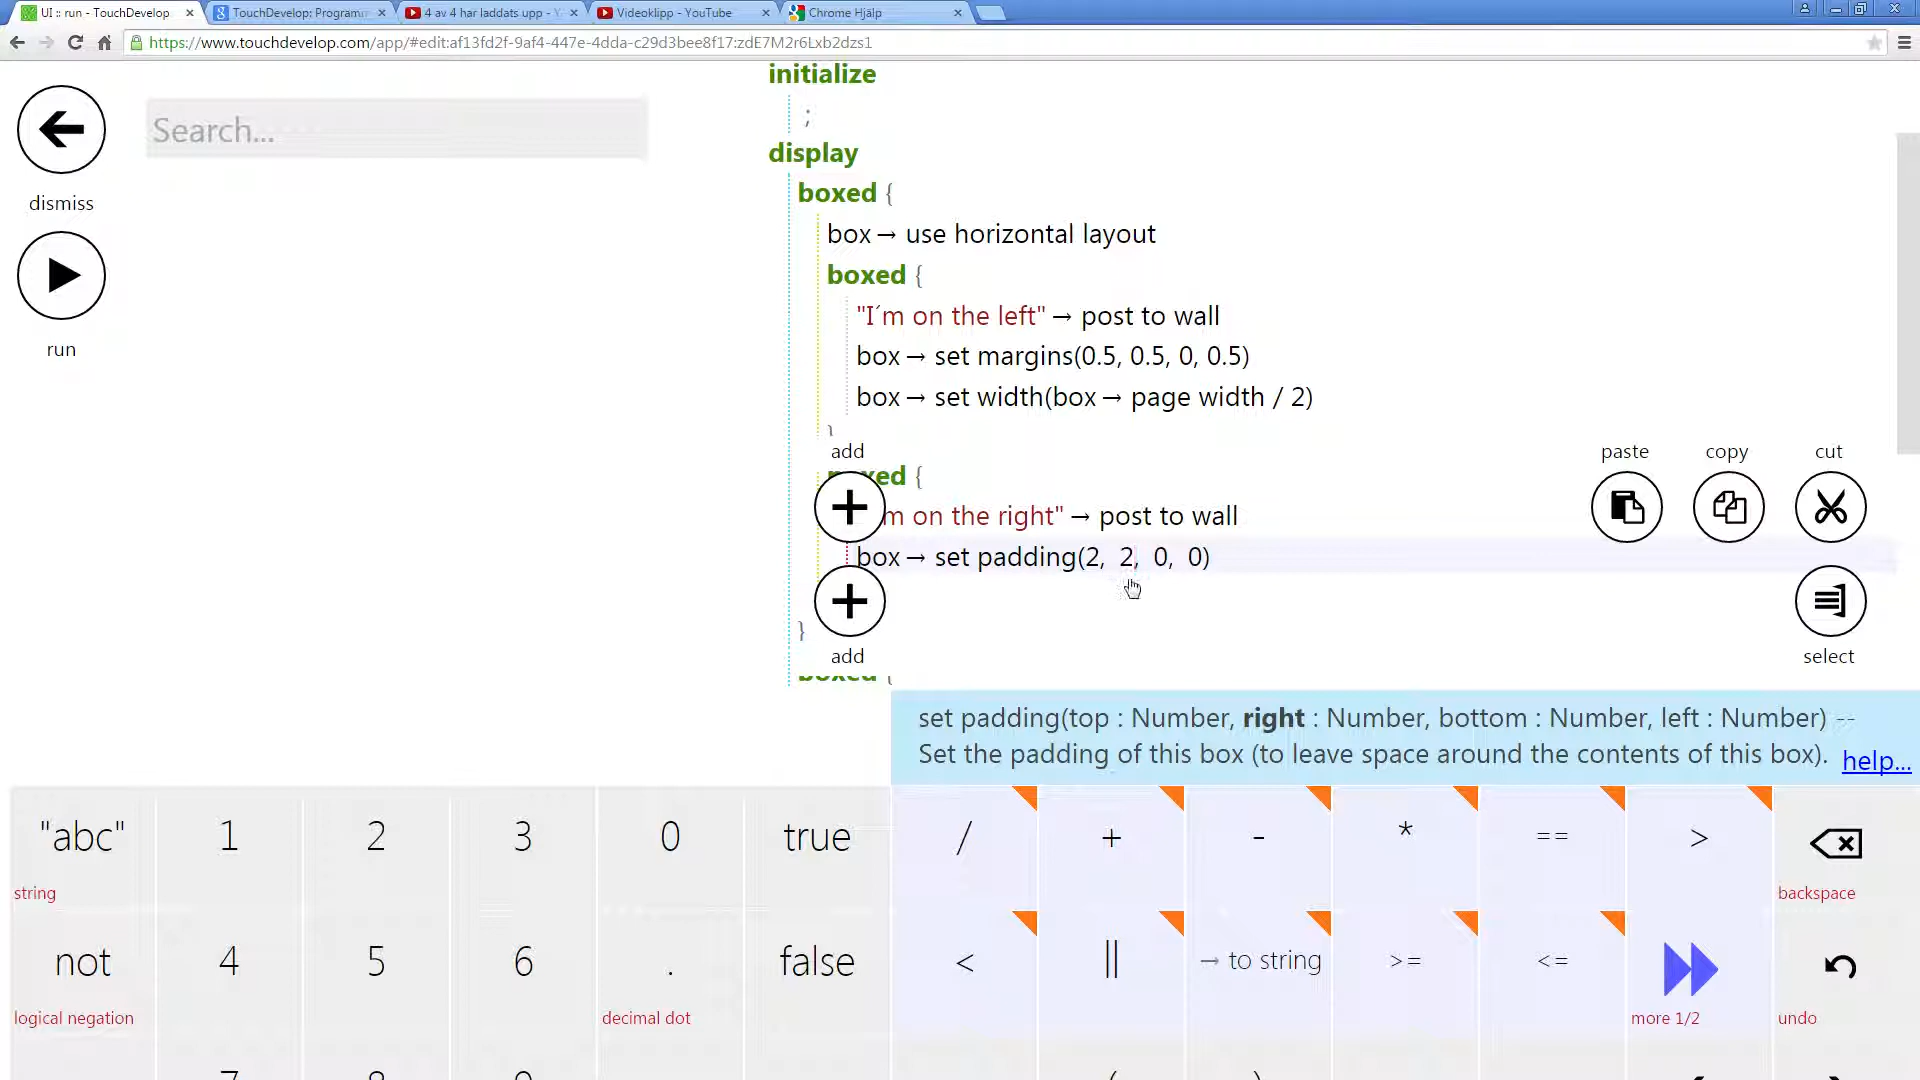 UI :: run - TouchDevelop
TouchDevelop: Programm
4 av 4 har laddats upp - Y
Videoklipp - YouTube
Chrome Hjälp
https://www.touchdevelop.com/app/#edit:af13fd2f-9af4-447e-4dda-c29d3bee8f17:zdE7M2r6Lxb2dzs1
dismiss
run
Search...
initialize
;
display
boxed {
box → use horizontal layout
boxed {
"I´m on the left" → post to wall
box → set margins(0.5, 0.5, 0, 0.5)
box → set width(box → page width / 2)
}
add
xed {
m on the right" → post to wall
box → set padding(2, 2, 0, 0)
}
add
boxed {
paste
copy
cut
select
set padding(top : Number, right : Number, bottom : Number, left : Number) --
Set the padding of this box (to leave space around the contents of this box).
help...
"abc" 1 2 3 0 true / + - * == >
string
backspace
not 4 5 6 . false < || → to string >= <=
logical negation
decimal dot
more 1/2
undo